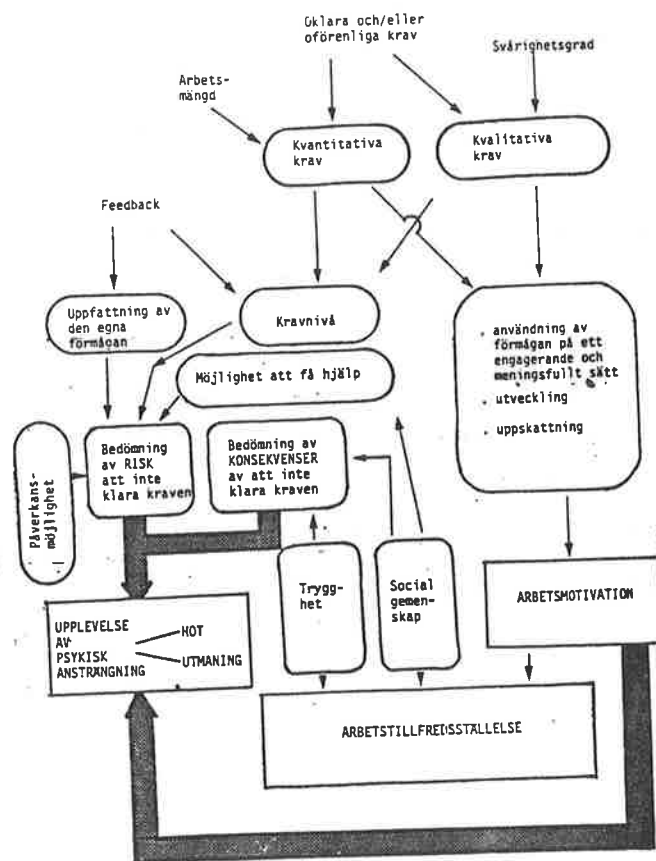 Oklara och/eller
oförenliga krav
Svårighetsgrad
Arbets-
mängd
Kvantitativa
krav
Kvalitativa
krav
Feedback
Uppfattning av
den egna
förmågan
Kravnivå
Möjlighet att få hjälp
. användning av
förmågan på ett
engagerande och
meningsfullt sätt
. utveckling
. uppskattning
Påverkans-
möjlighet
Bedömning
av RISK
att inte
klara kraven
Bedömning av
KONSEKVENSER
av att inte
klara kraven
Trygg-
het
Social
gemen-
skap
ARBETSMOTIVATION
UPPLEVELSE
AV
PSYKISK
ANSTRÄNGNING
HOT
UTMANING
ARBETSTILLFREDSSTÄLLELSE